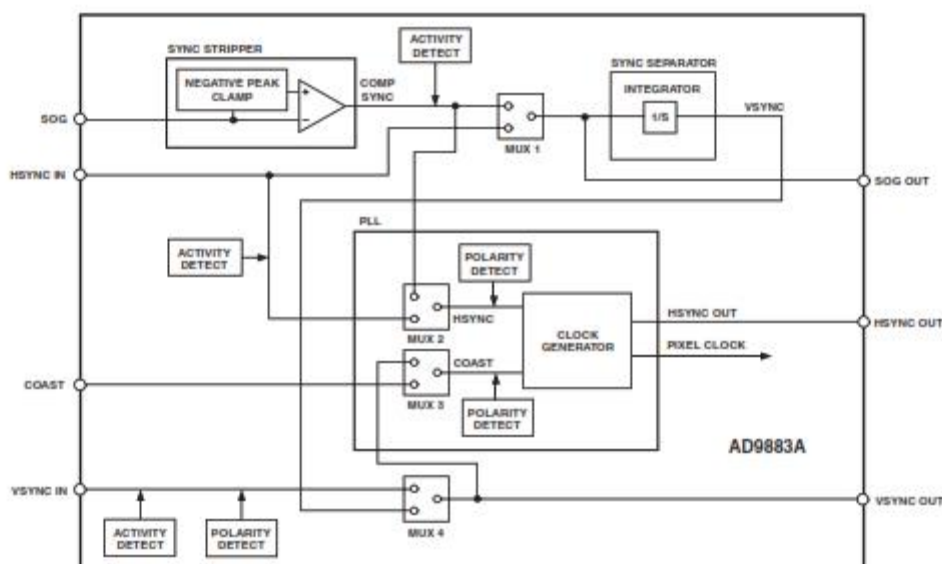 ACTIVITY
DETECT
SYNC STRIPPER
SYNC SEPARATOR
NEGATIVE PEAK
CLAMP
+
−
COMP
SYNC
INTEGRATOR
1/S
VSYNC
SOG
MUX 1
HSYNC IN
SOG OUT
PLL
ACTIVITY
DETECT
POLARITY
DETECT
HSYNC
MUX 2
CLOCK
GENERATOR
HSYNC OUT
HSYNC OUT
PIXEL CLOCK
COAST
COAST
MUX 3
POLARITY
DETECT
AD9883A
VSYNC IN
VSYNC OUT
MUX 4
ACTIVITY
DETECT
POLARITY
DETECT